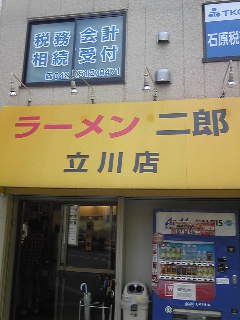 税務 会計
相続 受付
TKC
石原税
ラーメン 二郎
立川店